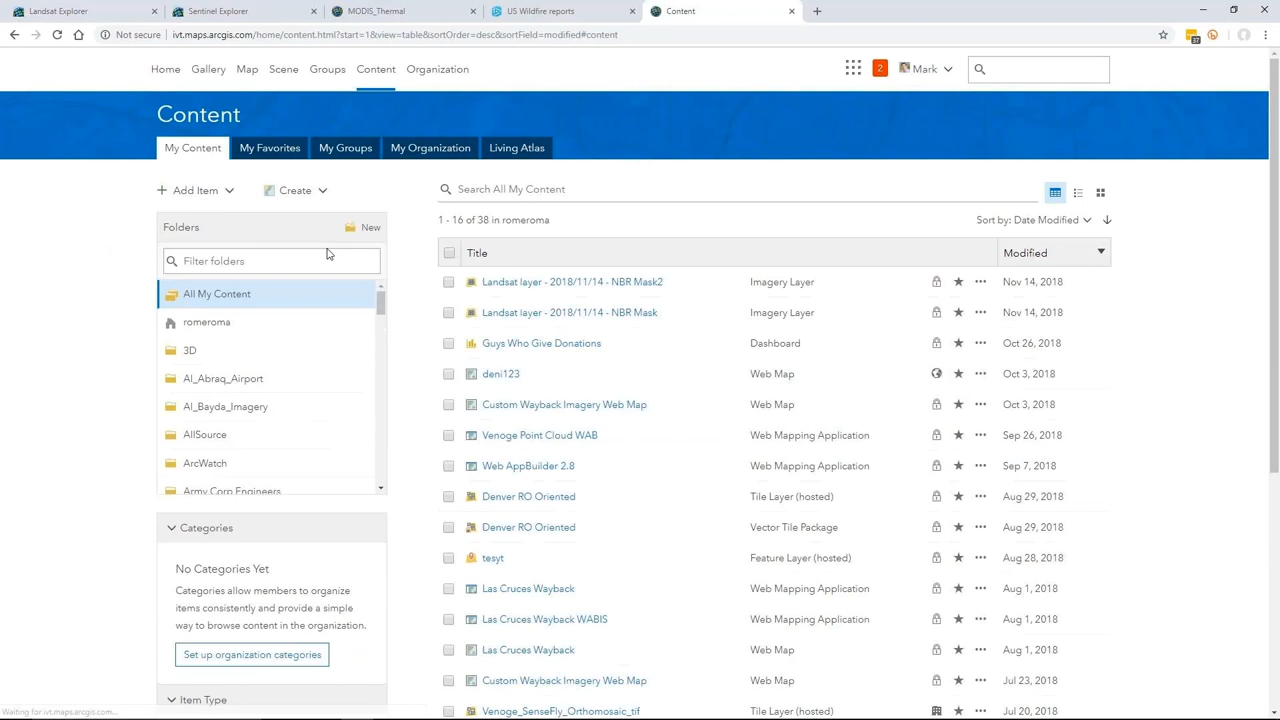 Landsat Explorer
Sentinel Explorer
MODIS_Thermal
US Wildfire reports
Content
Not secure ivt.maps.arcgis.com/home/content.html?start=1&view=table&sortOrder=desc&sortField=modified#content
37
Home Gallery Map Scene Groups Content Organization
2
Mark
Content
My Content My Favorites My Groups My Organization Living Atlas
Add Item Create
Search All My Content
Folders New
1 - 16 of 38 in romeroma
Sort by: Date Modified
Filter folders
All My Content
romeroma
3D
Al_Abraq_Airport
Al_Bayda_Imagery
AllSource
ArcWatch
Army Corp Engineers
Categories
No Categories Yet
Categories allow members to organize
items consistently and provide a simple
way to browse content in the organization.
Set up organization categories
Item Type
Title Modified
Landsat layer - 2018/11/14 - NBR Mask2 Imagery Layer Nov 14, 2018
Landsat layer - 2018/11/14 - NBR Mask Imagery Layer Nov 14, 2018
Guys Who Give Donations Dashboard Oct 26, 2018
deni123 Web Map Oct 3, 2018
Custom Wayback Imagery Web Map Web Map Oct 3, 2018
Venoge Point Cloud WAB Web Mapping Application Sep 26, 2018
Web AppBuilder 2.8 Web Mapping Application Sep 7, 2018
Denver RO Oriented Tile Layer (hosted) Aug 29, 2018
Denver RO Oriented Vector Tile Package Aug 29, 2018
tesyt Feature Layer (hosted) Aug 28, 2018
Las Cruces Wayback Web Mapping Application Aug 1, 2018
Las Cruces Wayback WABIS Web Mapping Application Aug 1, 2018
Las Cruces Wayback Web Map Aug 1, 2018
Custom Wayback Imagery Web Map Web Map Jul 23, 2018
Venoge_SenseFly_Orthomosaic_tif Tile Layer (hosted) Jul 20, 2018
Waiting for ivt.maps.arcgis.com...